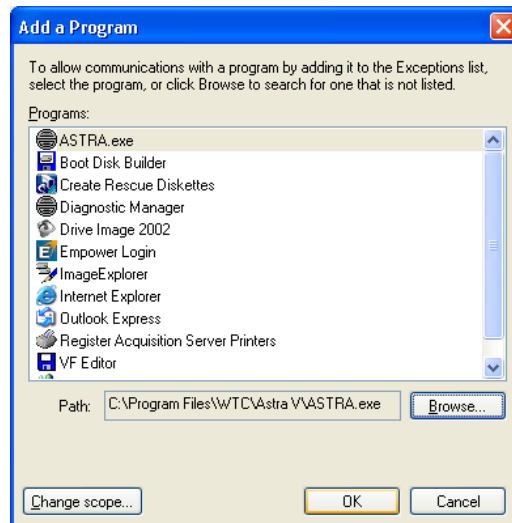 Add a Program
To allow communications with a program by adding it to the Exceptions list,
select the program, or click Browse to search for one that is not listed.
Programs:
ASTRA.exe
Boot Disk Builder
Create Rescue Diskettes
Diagnostic Manager
Drive Image 2002
Empower Login
ImageExplorer
Internet Explorer
Outlook Express
Register Acquisition Server Printers
VF Editor
Path: C:\Program Files\WTC\Astra V\ASTRA.exe Browse...
Change scope... OK Cancel